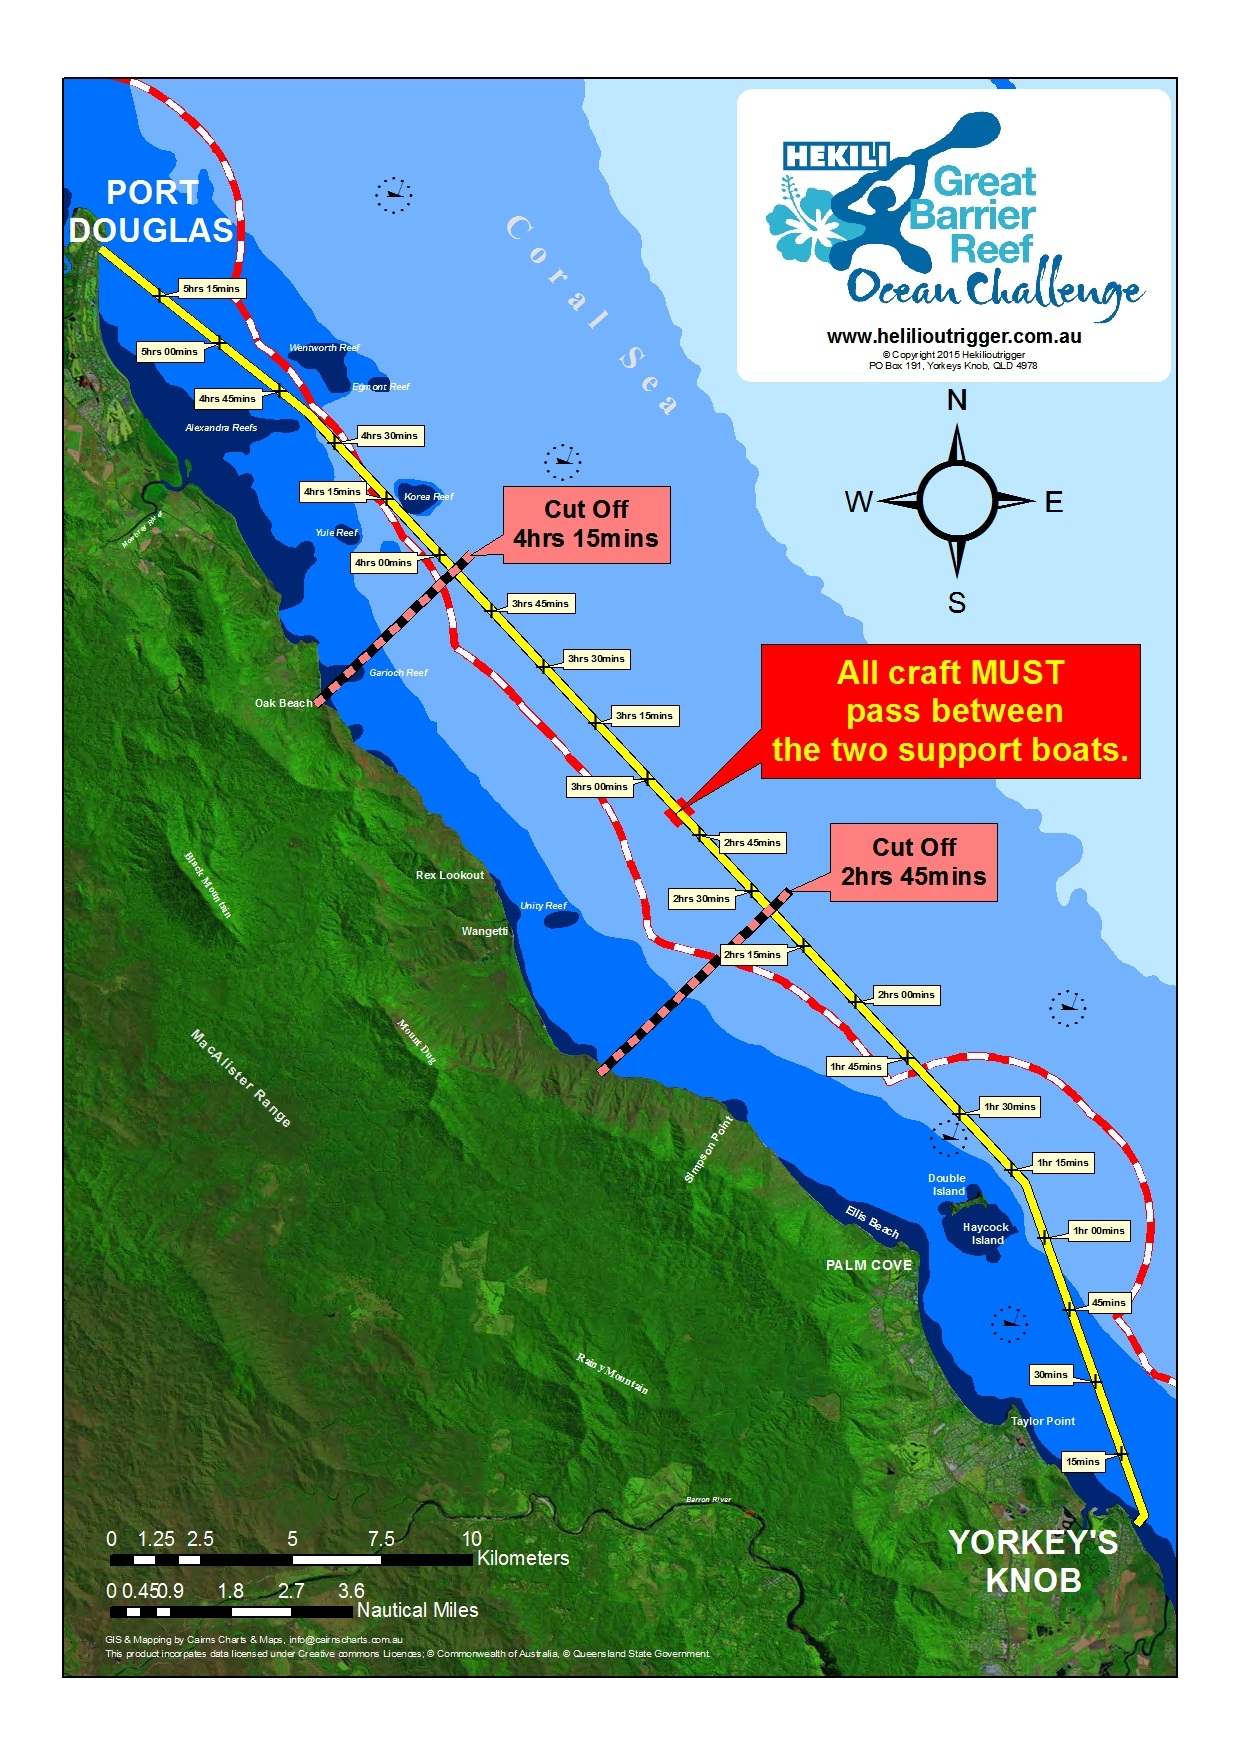 HEKILI
Great
Barrier
Reef
Ocean Challenge
www.helilioutrigger.com.au
© Copyright 2015 Hekilioutrigger
PO Box 191, Yorkeys Knob, QLD 4978
PORT
DOUGLAS
Coral Sea
5hrs 15mins
5hrs 00mins
Wentworth Reef
Egmont Reef
4hrs 45mins
Alexandra Reefs
4hrs 30mins
4hrs 15mins
Korea Reef
Yule Reef
Mowbray River
4hrs 00mins
Cut Off
4hrs 15mins
N
W
E
S
3hrs 45mins
3hrs 30mins
Garioch Reef
Oak Beach
3hrs 15mins
All craft MUST
pass between
the two support boats.
3hrs 00mins
2hrs 45mins
Cut Off
2hrs 45mins
Rex Lookout
Black Mountain
2hrs 30mins
Unity Reef
Wangetti
2hrs 15mins
2hrs 00mins
Mount Dug
MacAlister Range
1hr 45mins
1hr 30mins
Simpson Point
1hr 15mins
Double
Island
Ellis Beach
Haycock
Island
1hr 00mins
PALM COVE
45mins
Rainy Mountain
30mins
Taylor Point
15mins
Barron River
YORKEY'S
KNOB
0 1.25 2.5 5 7.5 10
Kilometers
0 0.45 0.9 1.8 2.7 3.6
Nautical Miles
GIS & Mapping by Cairns Charts & Maps, info@cairnscharts.com.au
This product incorpates data licensed under Creative commons Licences; © Commonwealth of Australia, © Queensland State Government.